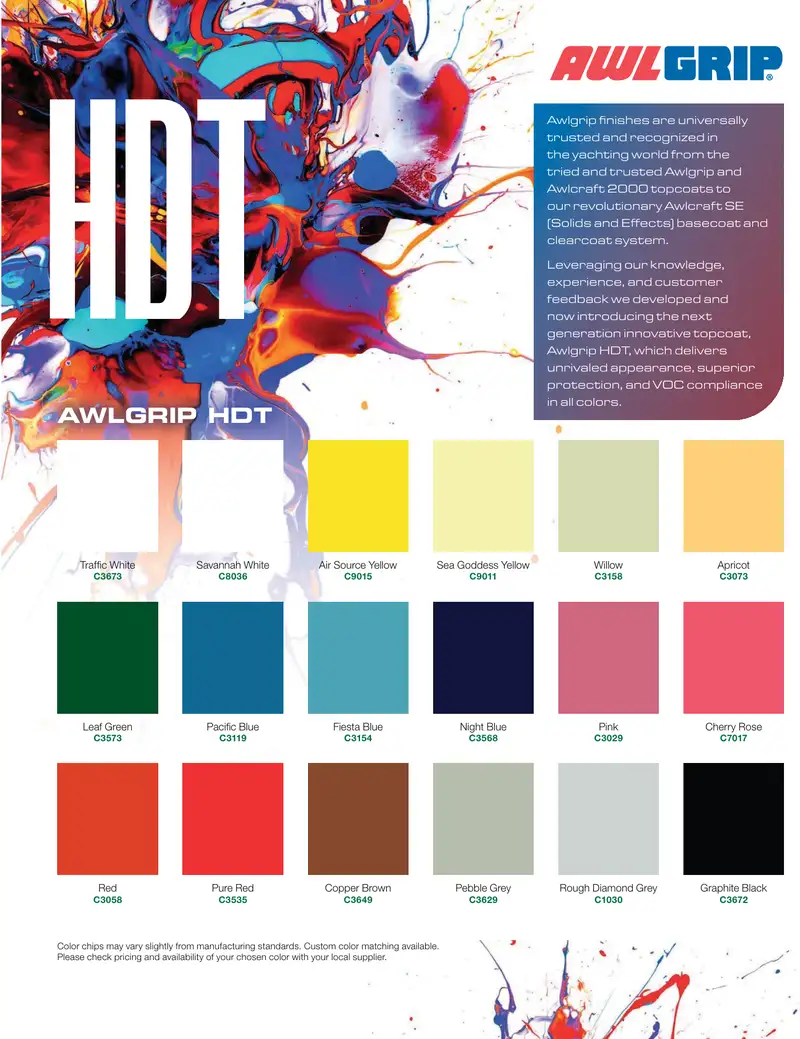 AWLGRIP®
HDT
Awlgrip finishes are universally
trusted and recognized in
the yachting world from the
tried and trusted Awlgrip and
Awlcraft 2000 topcoats to
our revolutionary Awlcraft SE
(Solids and Effects) basecoat and
clearcoat system.
Leveraging our knowledge,
experience, and customer
feedback we developed and
now introducing the next
generation innovative topcoat,
Awlgrip HDT, which delivers
unrivaled appearance, superior
protection, and VOC compliance
in all colors.
AWLGRIP HDT
Traffic White
C3673
Savannah White
C8036
Air Source Yellow
C9015
Sea Goddess Yellow
C9011
Willow
C3158
Apricot
C3073
Leaf Green
C3573
Pacific Blue
C3119
Fiesta Blue
C3154
Night Blue
C3568
Pink
C3029
Cherry Rose
C7017
Red
C3058
Pure Red
C3535
Copper Brown
C3649
Pebble Grey
C3629
Rough Diamond Grey
C1030
Graphite Black
C3672
Color chips may vary slightly from manufacturing standards. Custom color matching available.
Please check pricing and availability of your chosen color with your local supplier.